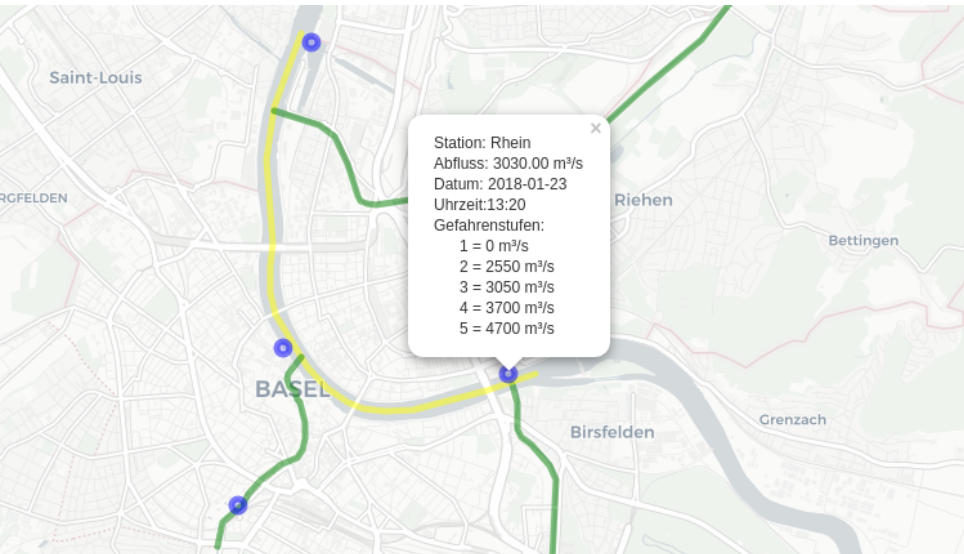 Saint-Louis
×
Station: Rhein
Abfluss: 3030.00 m³/s
Datum: 2018-01-23
Uhrzeit:13:20
Gefahrenstufen:
1 = 0 m³/s
2 = 2550 m³/s
3 = 3050 m³/s
4 = 3700 m³/s
5 = 4700 m³/s
RGFELDEN
Riehen
Bettingen
BASEL
Birsfelden
Grenzach